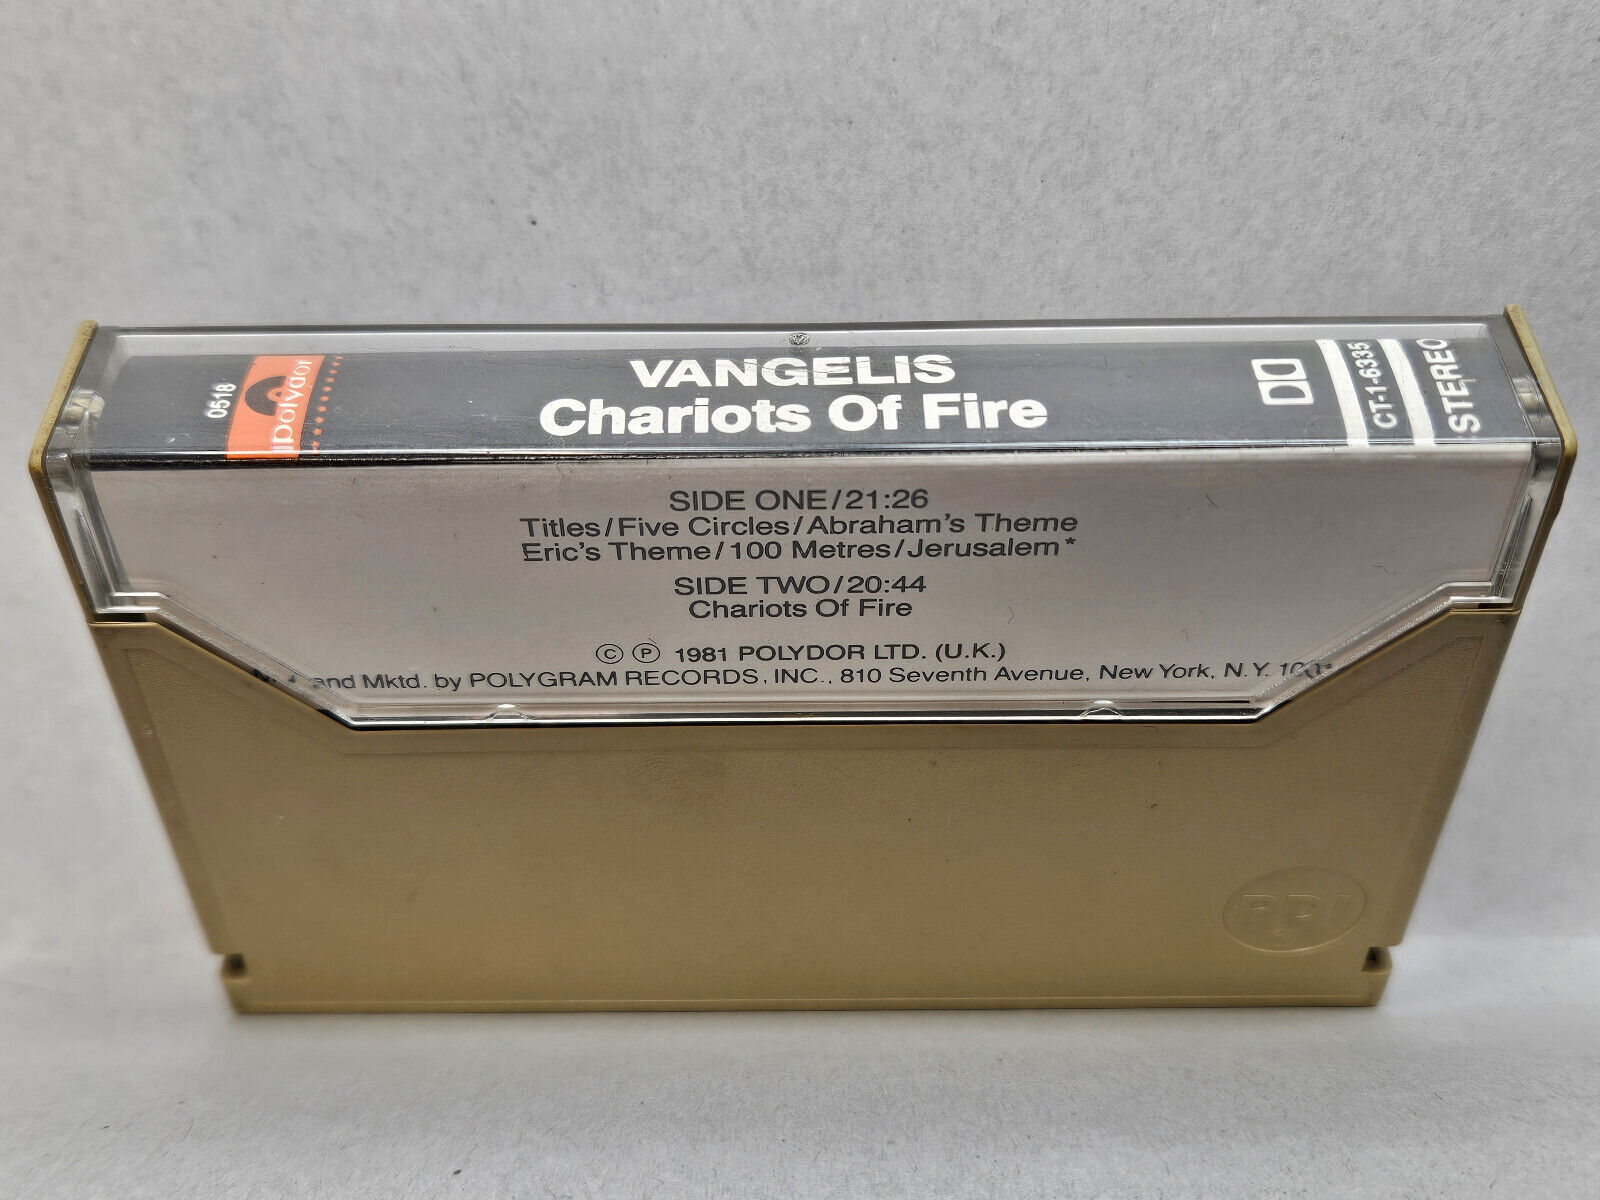 0518
polydor
VANGELIS
Chariots Of Fire
CT-1-6335
STEREO
SIDE ONE/21:26
Titles/Five Circles/Abraham's Theme
Eric's Theme/100 Metres/Jerusalem*
SIDE TWO/20:44
Chariots Of Fire
© ℗ 1981 POLYDOR LTD. (U.K.)
and Mktd. by POLYGRAM RECORDS, INC., 810 Seventh Avenue, New York, N.Y.
PDI